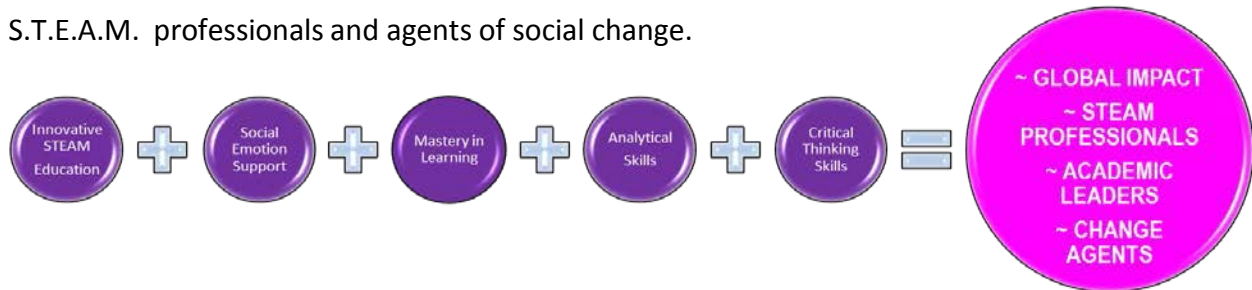 S.T.E.A.M. professionals and agents of social change.
Innovative
STEAM
Education
Social
Emotion
Support
Mastery in
Learning
Analytical
Skills
Critical
Thinking
Skills
~ GLOBAL IMPACT
~ STEAM
PROFESSIONALS
~ ACADEMIC
LEADERS
~ CHANGE
AGENTS